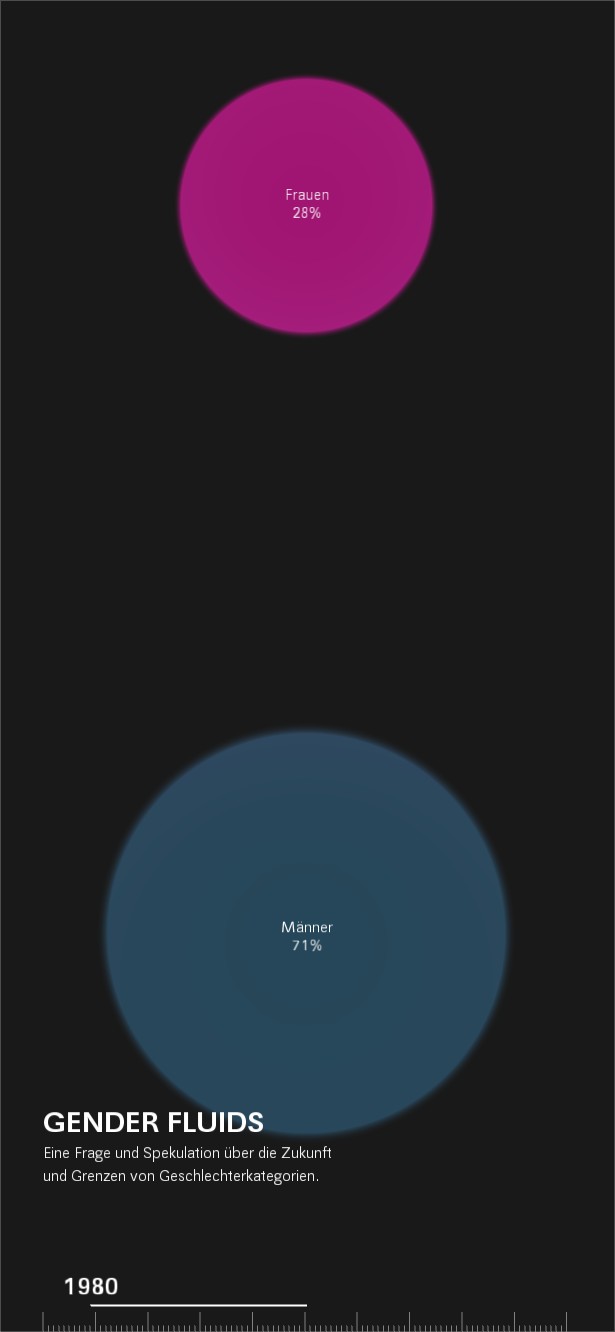 Frauen
28%
Männer
71%
GENDER FLUIDS
Eine Frage und Spekulation über die Zukunft
und Grenzen von Geschlechterkategorien.
1980